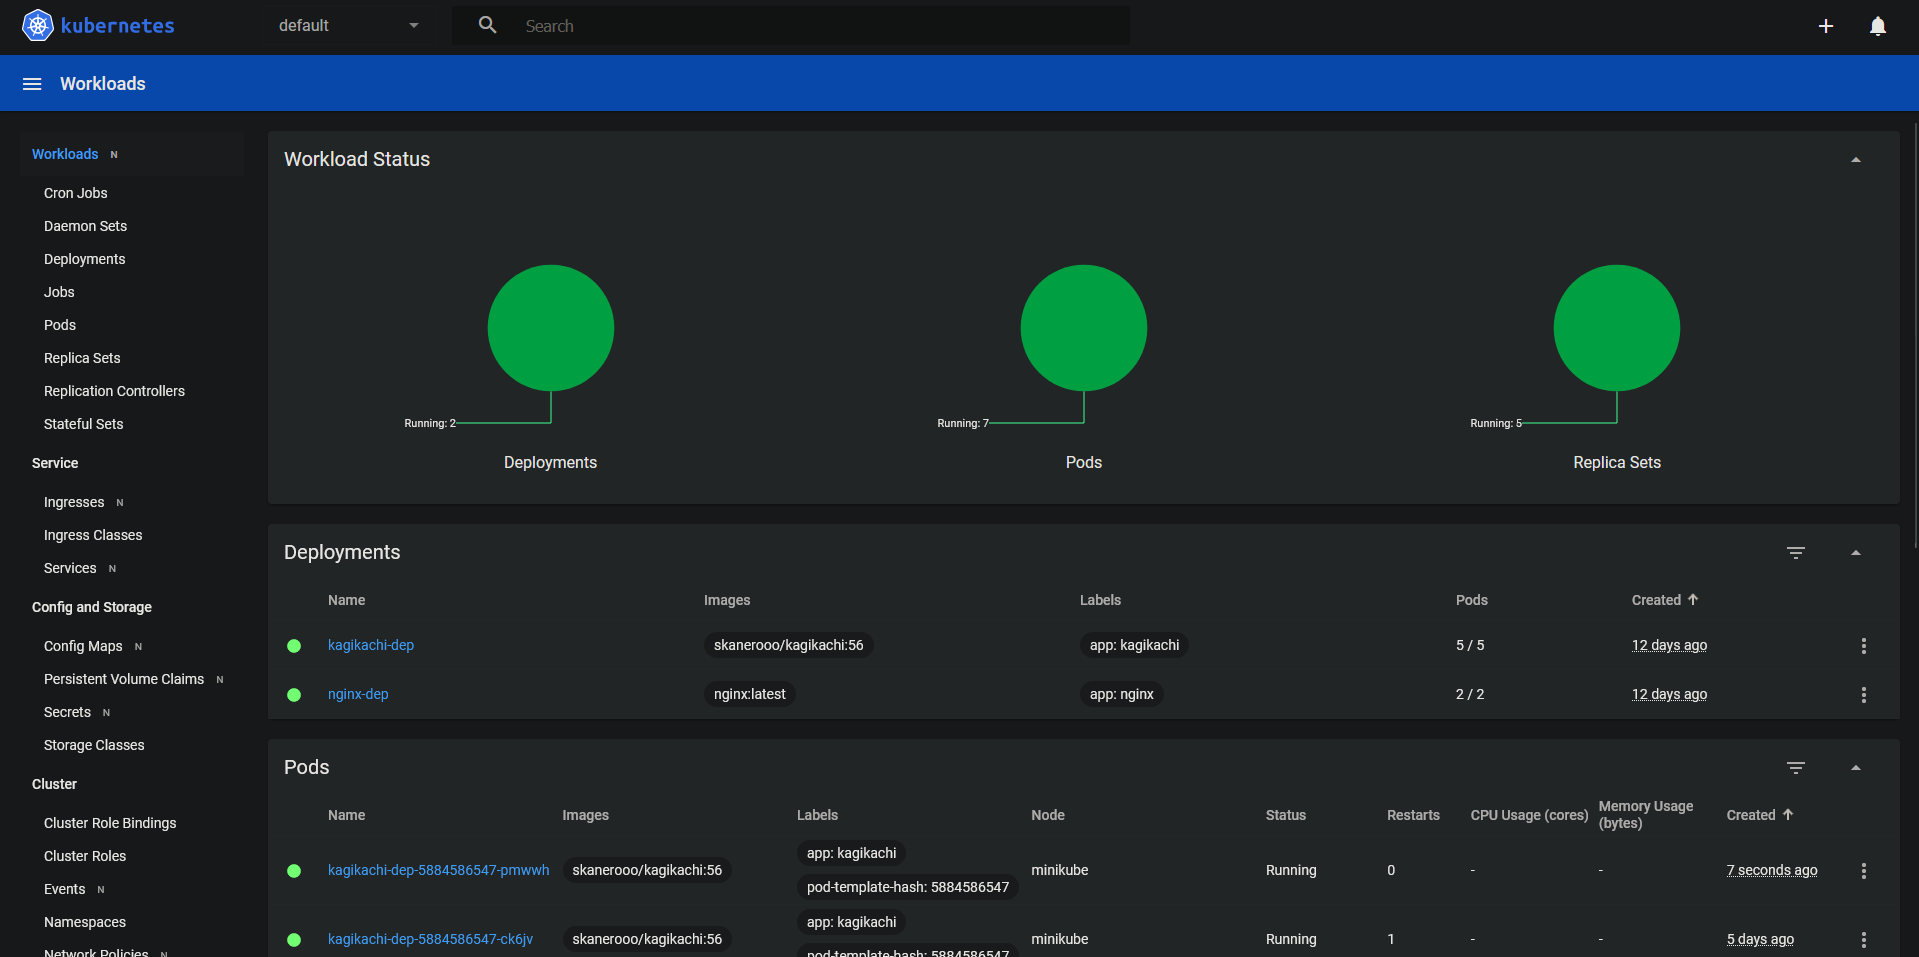 kubernetes
default
Search
Workloads
Workloads N
Cron Jobs
Daemon Sets
Deployments
Jobs
Pods
Replica Sets
Replication Controllers
Stateful Sets
Service
Ingresses N
Ingress Classes
Services N
Config and Storage
Config Maps N
Persistent Volume Claims N
Secrets N
Storage Classes
Cluster
Cluster Role Bindings
Cluster Roles
Events N
Namespaces
Network Policies N
Workload Status
Running: 2
Deployments
Running: 7
Pods
Running: 5
Replica Sets
Deployments
Name Images Labels Pods Created
kagikachi-dep skanerooo/kagikachi:56 app: kagikachi 5 / 5 12 days ago
nginx-dep nginx:latest app: nginx 2 / 2 12 days ago
Pods
Name Images Labels Node Status Restarts CPU Usage (cores) Memory Usage (bytes) Created
kagikachi-dep-5884586547-pmwwh skanerooo/kagikachi:56 app: kagikachi minikube Running 0 - - 7 seconds ago
pod-template-hash: 5884586547
kagikachi-dep-5884586547-ck6jv skanerooo/kagikachi:56 app: kagikachi minikube Running 1 - - 5 days ago
pod-template-hash: 5884586547